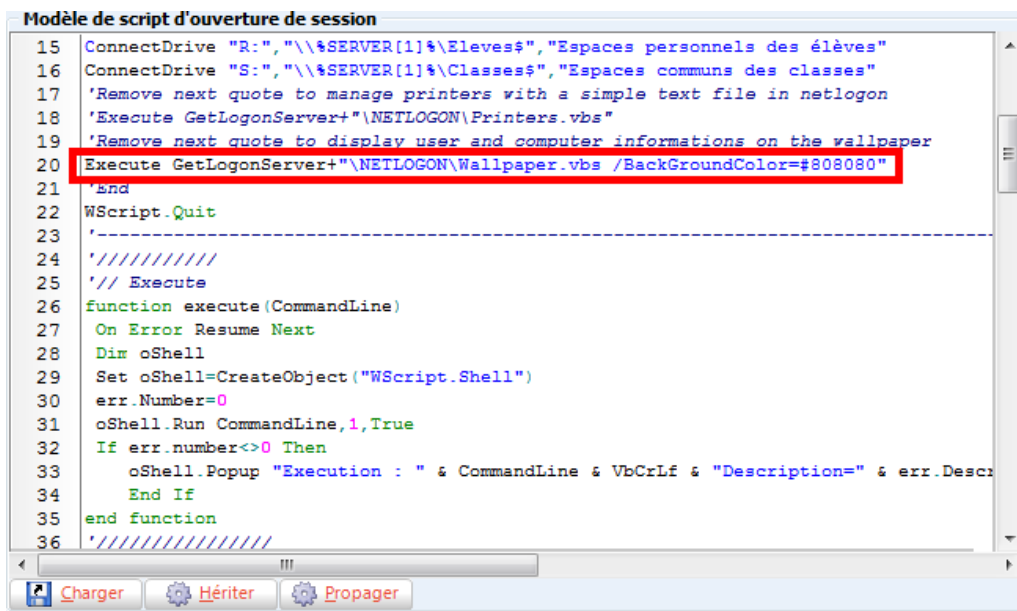 Modèle de script d'ouverture de session
15 ConnectDrive "R:","\\%SERVER[1]%\Eleves$","Espaces personnels des élèves"
16 ConnectDrive "S:","\\%SERVER[1]%\Classes$","Espaces communs des classes"
17 'Remove next quote to manage printers with a simple text file in netlogon
18 'Execute GetLogonServer+"\NETLOGON\Printers.vbs"
19 'Remove next quote to display user and computer informations on the wallpaper
20 Execute GetLogonServer+"\NETLOGON\Wallpaper.vbs /BackGroundColor=#808080"
21 'End
22 WScript.Quit
23 '--------------------------------------------------------------------------------
24 '///////////
25 '// Execute
26 function execute(CommandLine)
27 On Error Resume Next
28 Dim oShell
29 Set oShell=CreateObject("WScript.Shell")
30 err.Number=0
31 oShell.Run CommandLine,1,True
32 If err.number<>0 Then
33 oShell.Popup "Execution : " & CommandLine & VbCrLf & "Description=" & err.Descr
34 End If
35 end function
36 '////////////////
Charger Hériter Propager